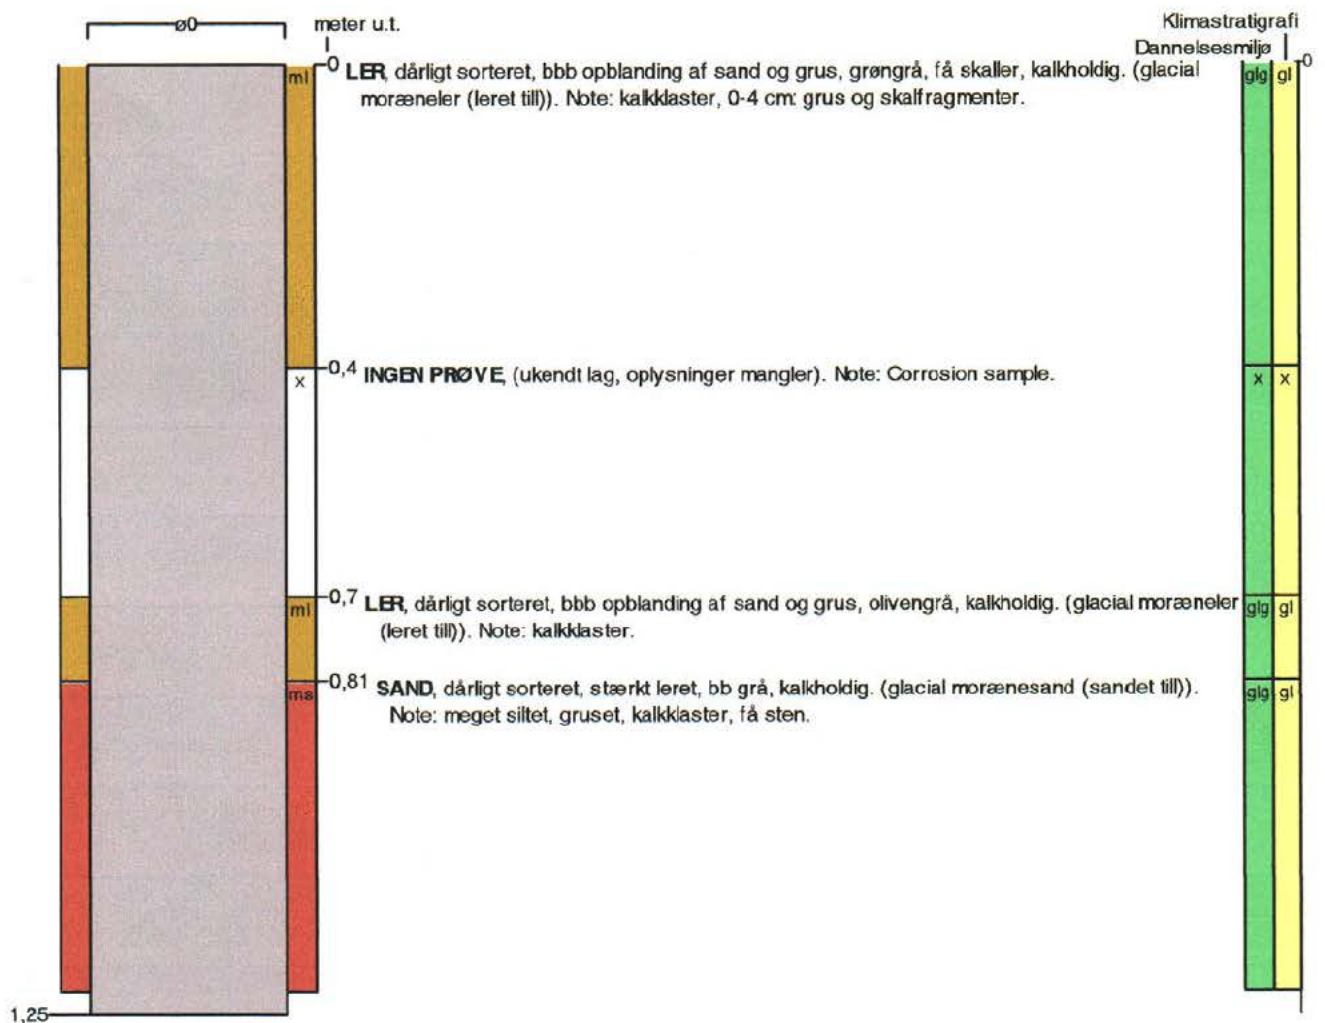 ø0
meter u.t.
Klimastratigrafi
Dannelsesmiljø
ml
0 LER, dårligt sorteret, bbb opblanding af sand og grus, grøngrå, få skaller, kalkholdig. (glacial
moræneler (leret till)). Note: kalkklaster, 0-4 cm: grus og skalfragmenter.
glg gl
0
x
0,4 INGEN PRØVE, (ukendt lag, oplysninger mangler). Note: Corrosion sample.
x x
ml
0,7 LER, dårligt sorteret, bbb opblanding af sand og grus, olivengrå, kalkholdig. (glacial moræneler
(leret till)). Note: kalkklaster.
glg gl
ms
0,81 SAND, dårligt sorteret, stærkt leret, bb grå, kalkholdig. (glacial morænesand (sandet till)).
Note: meget siltet, gruset, kalkklaster, få sten.
glg gl
1,25